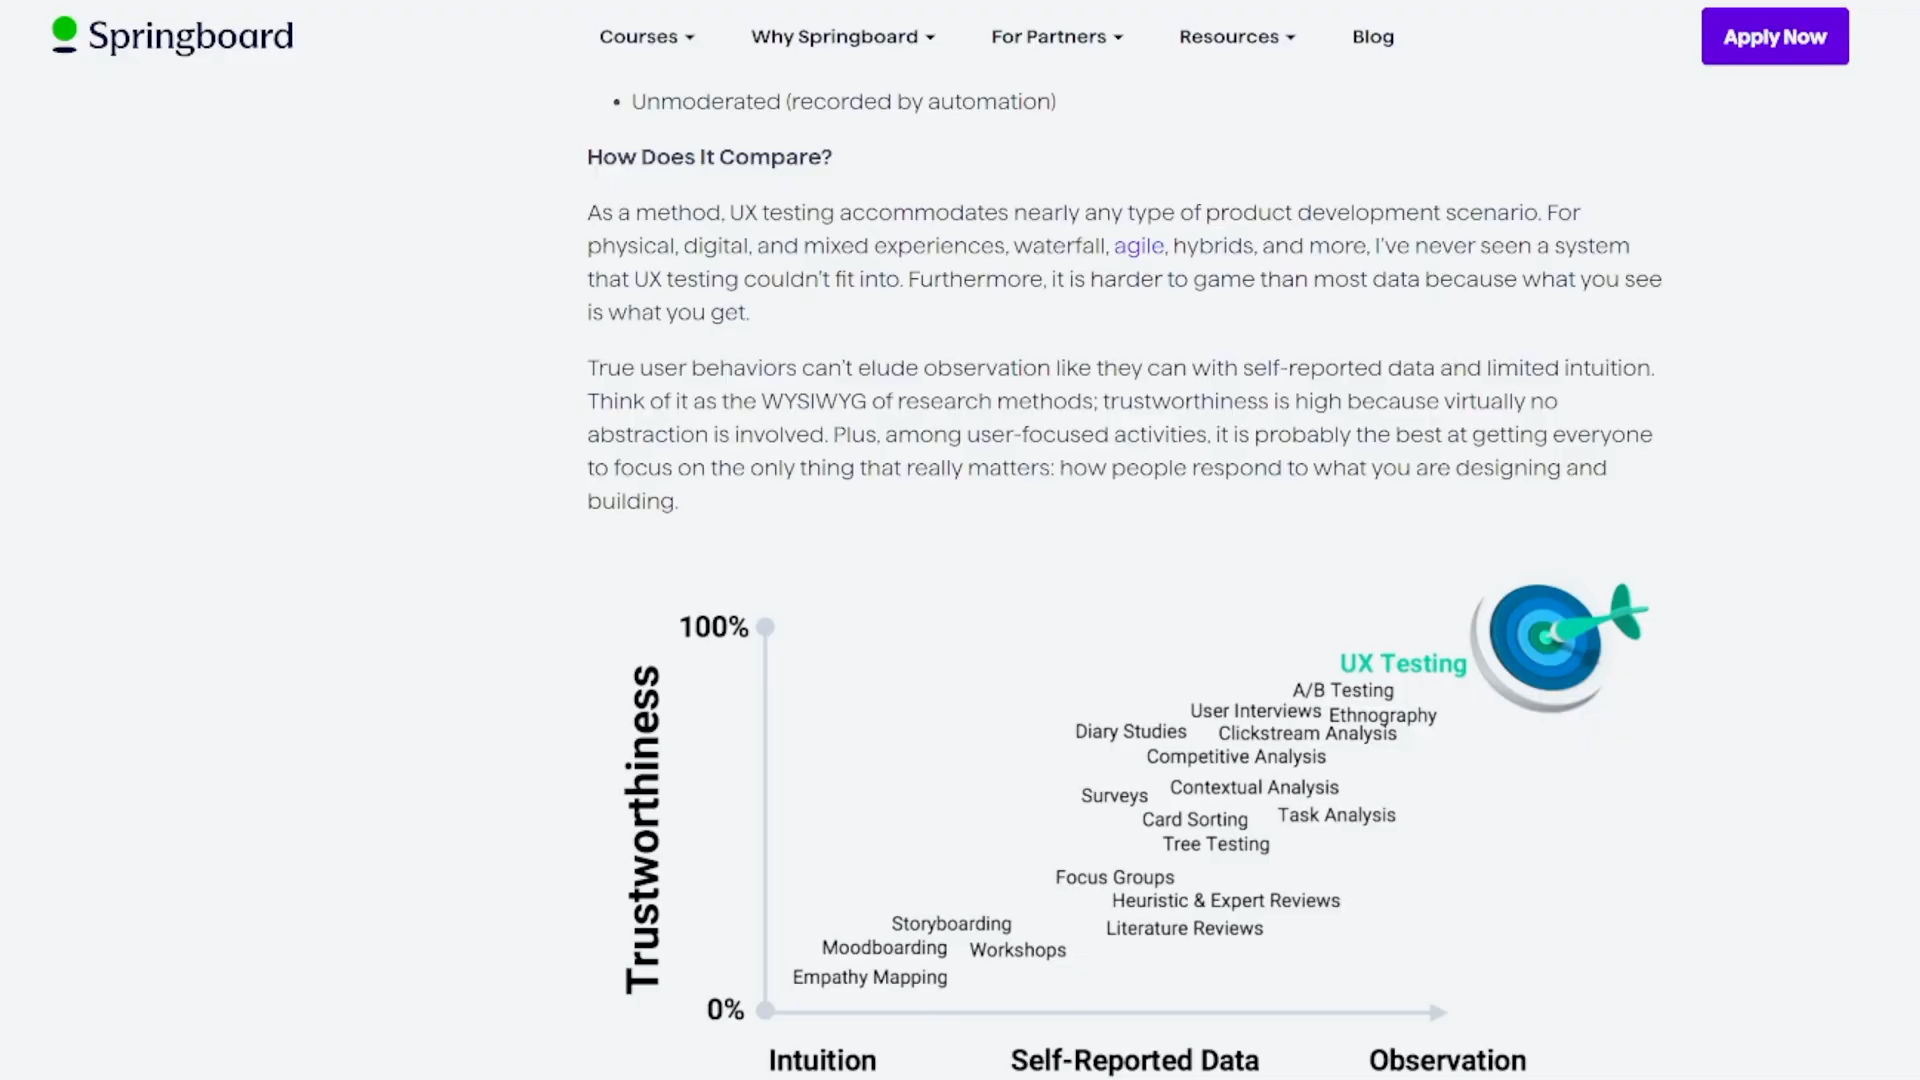 Springboard
Courses
Why Springboard
For Partners
Resources
Blog
Apply Now
• Unmoderated (recorded by automation)
How Does It Compare?
As a method, UX testing accommodates nearly any type of product development scenario. For
physical, digital, and mixed experiences, waterfall, agile, hybrids, and more, I've never seen a system
that UX testing couldn't fit into. Furthermore, it is harder to game than most data because what you see
is what you get.
True user behaviors can't elude observation like they can with self-reported data and limited intuition.
Think of it as the WYSIWYG of research methods; trustworthiness is high because virtually no
abstraction is involved. Plus, among user-focused activities, it is probably the best at getting everyone
to focus on the only thing that really matters: how people respond to what you are designing and
building.
100%
Trustworthiness
UX Testing
A/B Testing
User Interviews
Ethnography
Diary Studies
Clickstream Analysis
Competitive Analysis
Contextual Analysis
Surveys
Task Analysis
Card Sorting
Tree Testing
Focus Groups
Heuristic & Expert Reviews
Storyboarding
Literature Reviews
Moodboarding
Workshops
Empathy Mapping
0%
Intuition
Self-Reported Data
Observation